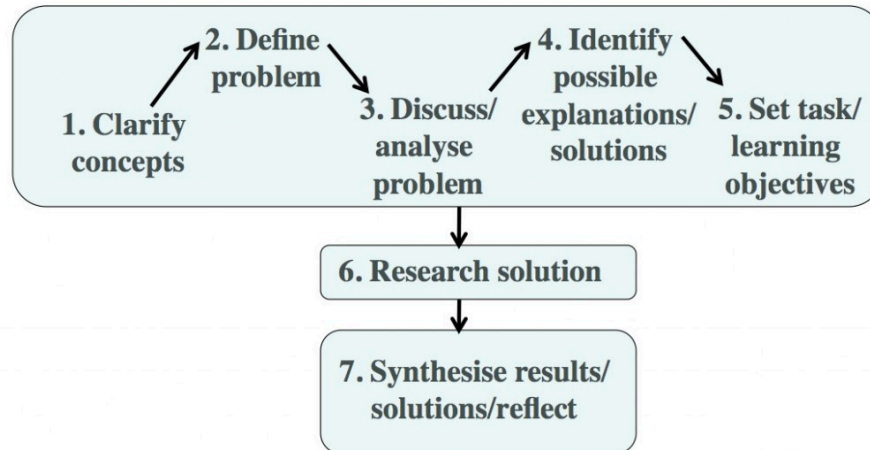 1. Clarify
concepts
2. Define
problem
3. Discuss/
analyse
problem
4. Identify
possible
explanations/
solutions
5. Set task/
learning
objectives
6. Research solution
7. Synthesise results/
solutions/reflect